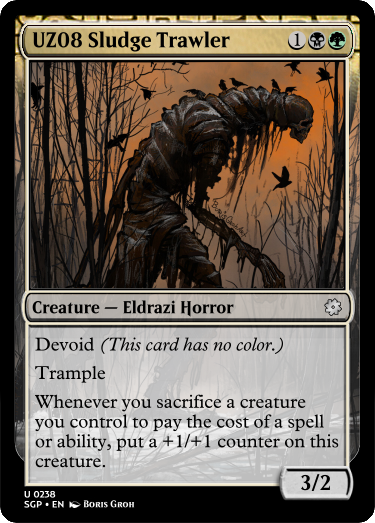 UZ08 Sludge Trawler 1
Creature — Eldrazi Horror
Devoid (This card has no color.)
Trample
Whenever you sacrifice a creature
you control to pay the cost of a spell
or ability, put a +1/+1 counter on this
creature.
3/2
U 0238
SGP • EN Boris Groh